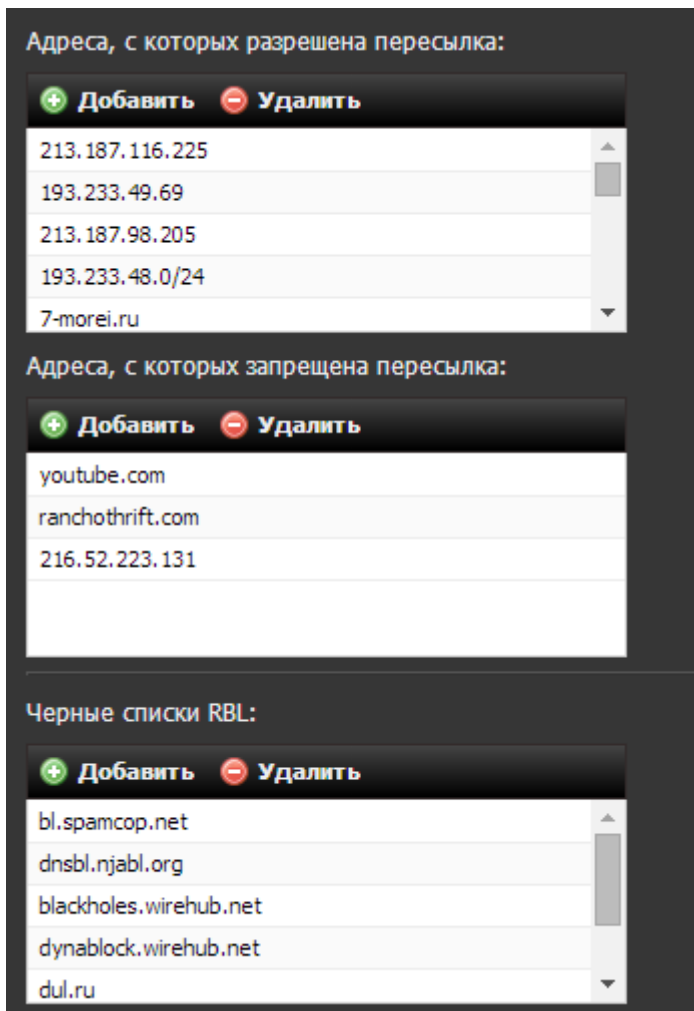 Адреса, с которых разрешена пересылка:
Добавить Удалить
213.187.116.225
193.233.49.69
213.187.98.205
193.233.48.0/24
7-morei.ru
Адреса, с которых запрещена пересылка:
Добавить Удалить
youtube.com
ranchothrift.com
216.52.223.131
Черные списки RBL:
Добавить Удалить
bl.spamcop.net
dnsbl.njabl.org
blackholes.wirehub.net
dynablock.wirehub.net
dul.ru